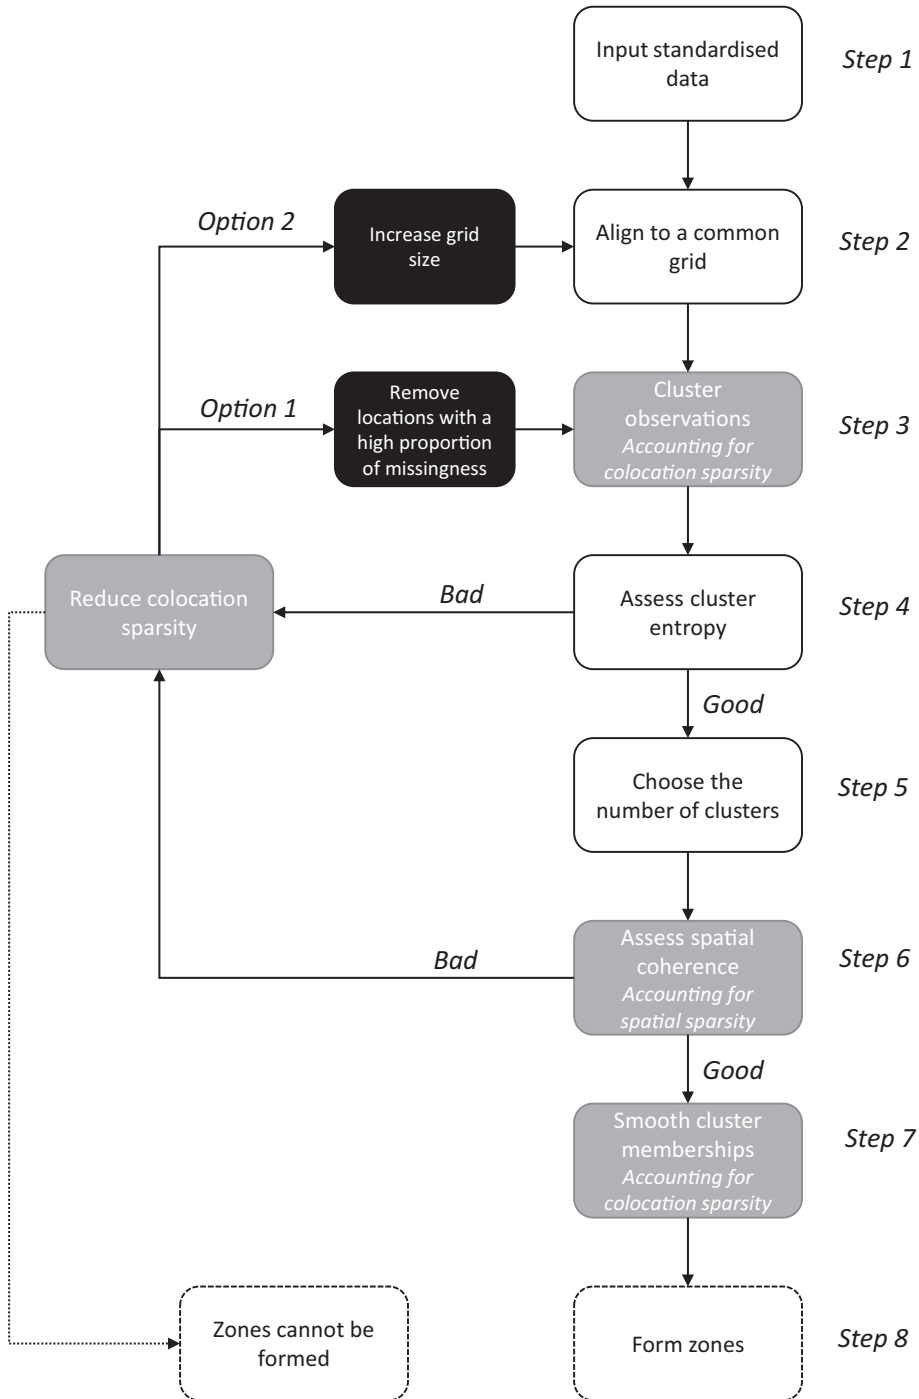 Input standardised
data
Step 1
Option 2
Increase grid
size
Align to a common
grid
Step 2
Option 1
Remove
locations with a
high proportion
of missingness
Cluster
observations
Accounting for
colocation sparsity
Step 3
Reduce colocation
sparsity
Bad
Assess cluster
entropy
Step 4
Good
Choose the
number of clusters
Step 5
Bad
Assess spatial
coherence
Accounting for
spatial sparsity
Step 6
Good
Smooth cluster
memberships
Accounting for
colocation sparsity
Step 7
Zones cannot be
formed
Form zones
Step 8